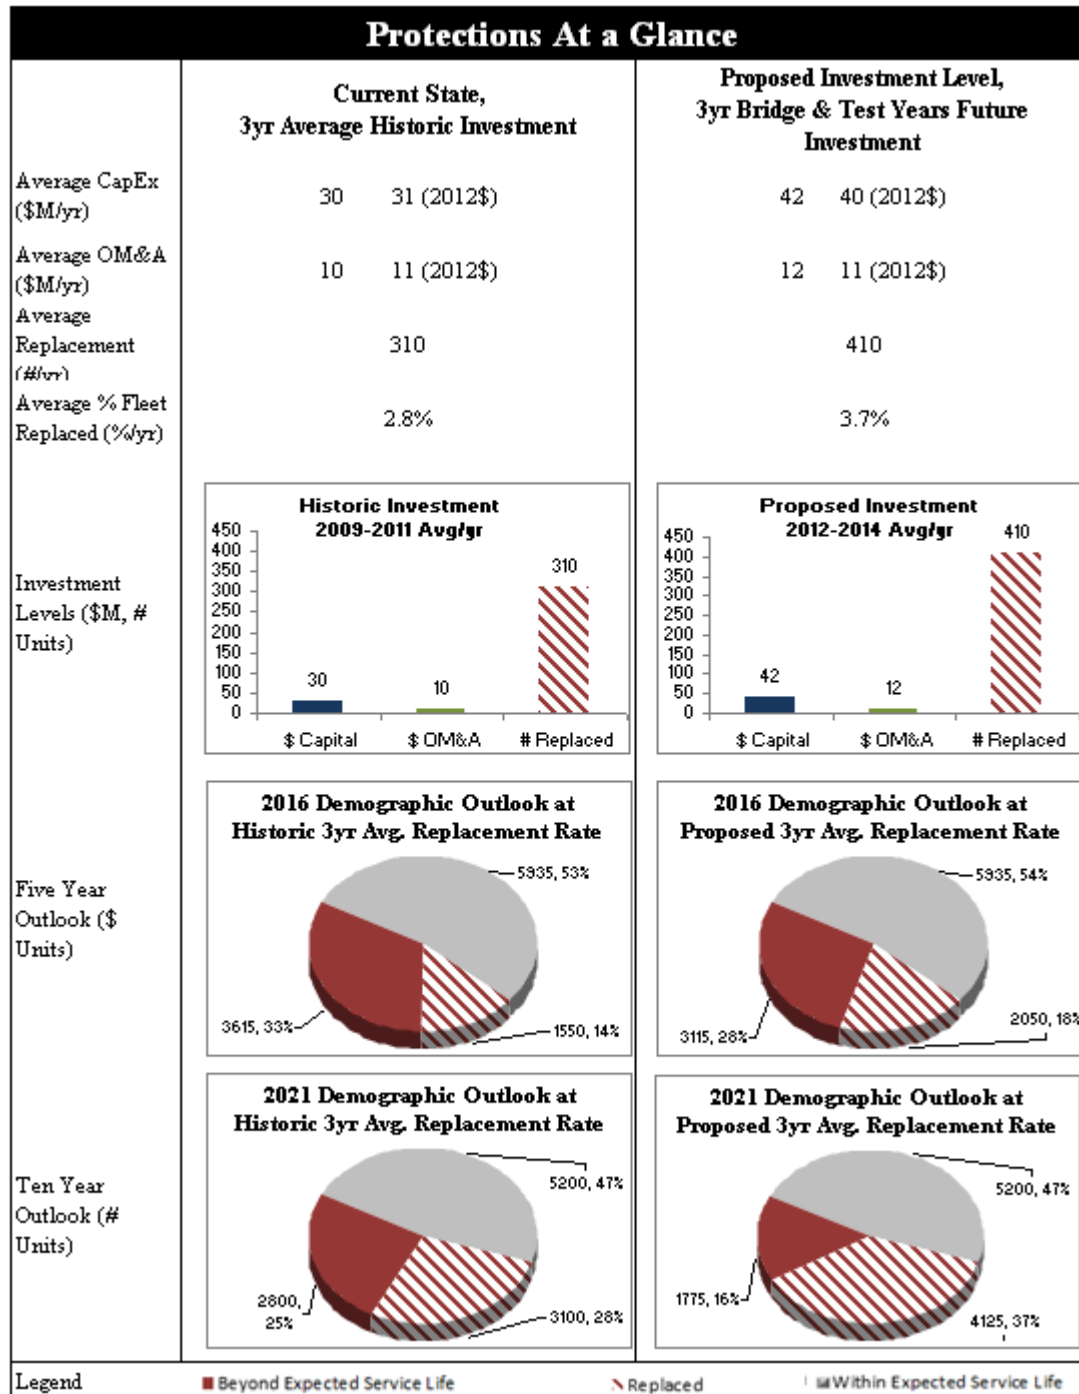 Protections At a Glance
Current State,
3yr Average Historic Investment
Proposed Investment Level,
3yr Bridge & Test Years Future
Investment
Average CapEx
($M/yr)
30 31 (2012$)
42 40 (2012$)
Average OM&A
($M/yr)
10 11 (2012$)
12 11 (2012$)
Average
Replacement
(#/yr)
310
410
Average % Fleet
Replaced (%/yr)
2.8%
3.7%
Investment
Levels ($M, #
Units)
Historic Investment
2009-2011 Avg/yr
450
400
350
300
250
200
150
100
50
0
30
10
310
$ Capital
$ OM&A
# Replaced
Proposed Investment
2012-2014 Avg/yr
450
400
350
300
250
200
150
100
50
0
42
12
410
$ Capital
$ OM&A
# Replaced
Five Year
Outlook ($
Units)
2016 Demographic Outlook at
Historic 3yr Avg. Replacement Rate
5935, 53%
3615, 33%
1550, 14%
2016 Demographic Outlook at
Proposed 3yr Avg. Replacement Rate
5935, 54%
3115, 28%
2050, 18%
Ten Year
Outlook (#
Units)
2021 Demographic Outlook at
Historic 3yr Avg. Replacement Rate
5200, 47%
2800,
25%
3100, 28%
2021 Demographic Outlook at
Proposed 3yr Avg. Replacement Rate
5200, 47%
1775, 16%
4125, 37%
Legend
Beyond Expected Service Life
Replaced
Within Expected Service Life